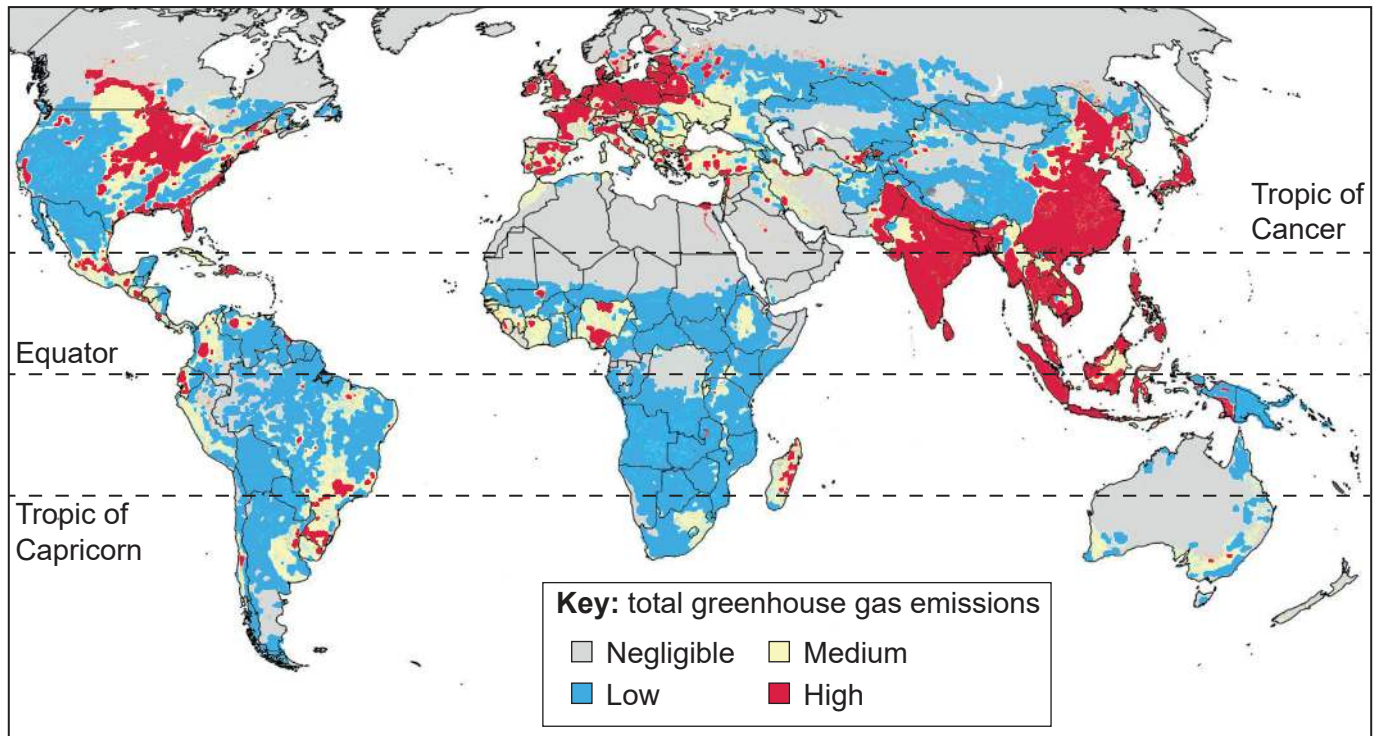 Tropic of
Cancer
Equator
Tropic of
Capricorn
Key: total greenhouse gas emissions
Negligible
Medium
Low
High